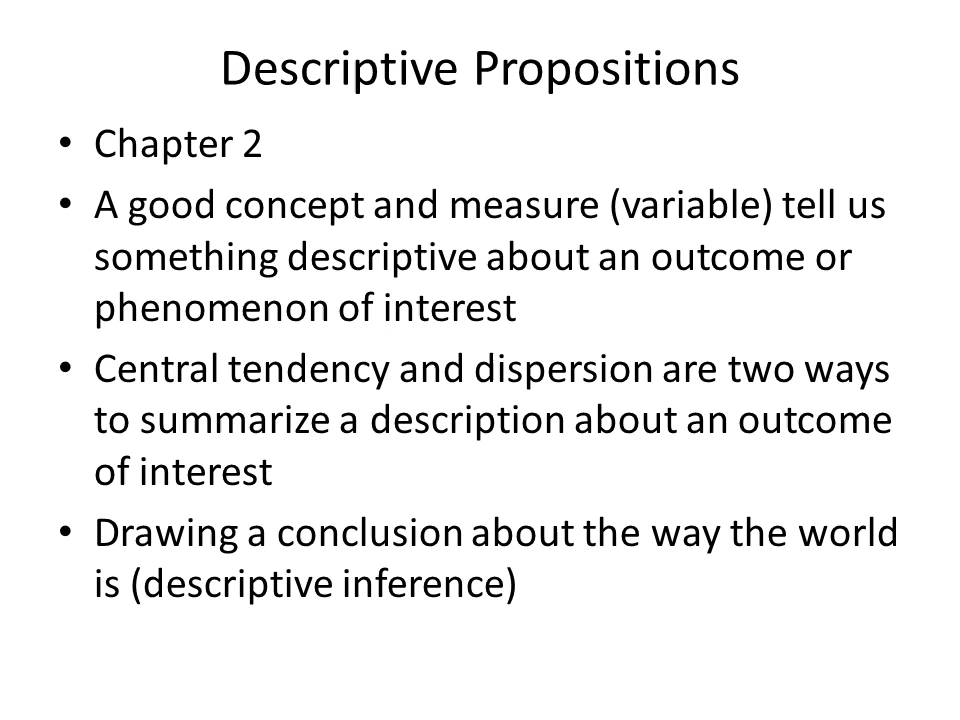 Descriptive Propositions
• Chapter 2
• A good concept and measure (variable) tell us
something descriptive about an outcome or
phenomenon of interest
• Central tendency and dispersion are two ways
to summarize a description about an outcome
of interest
• Drawing a conclusion about the way the world
is (descriptive inference)